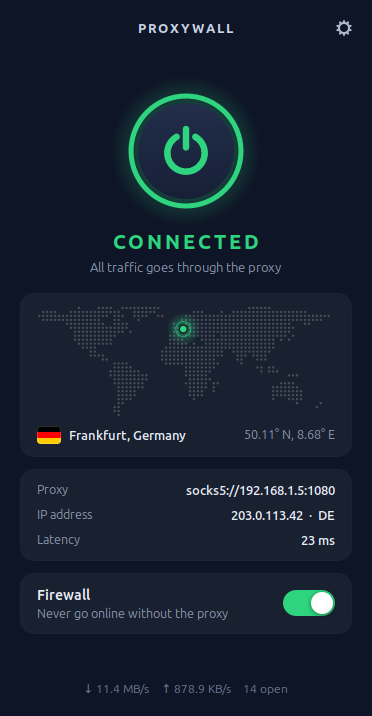 PROXYWALL
CONNECTED
All traffic goes through the proxy
Frankfurt, Germany 50.11° N, 8.68° E
Proxy socks5://192.168.1.5:1080
IP address 203.0.113.42 · DE
Latency 23 ms
Firewall
Never go online without the proxy
↓ 11.4 MB/s ↑ 878.9 KB/s 14 open